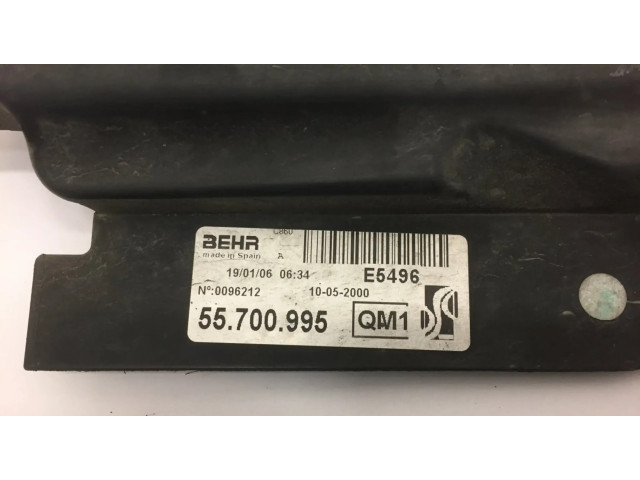 C860
BEHR
made in Spain A
19/01/06 06:34 E5496
Nº:0096212 10-05-2000
55.700.995 QM1